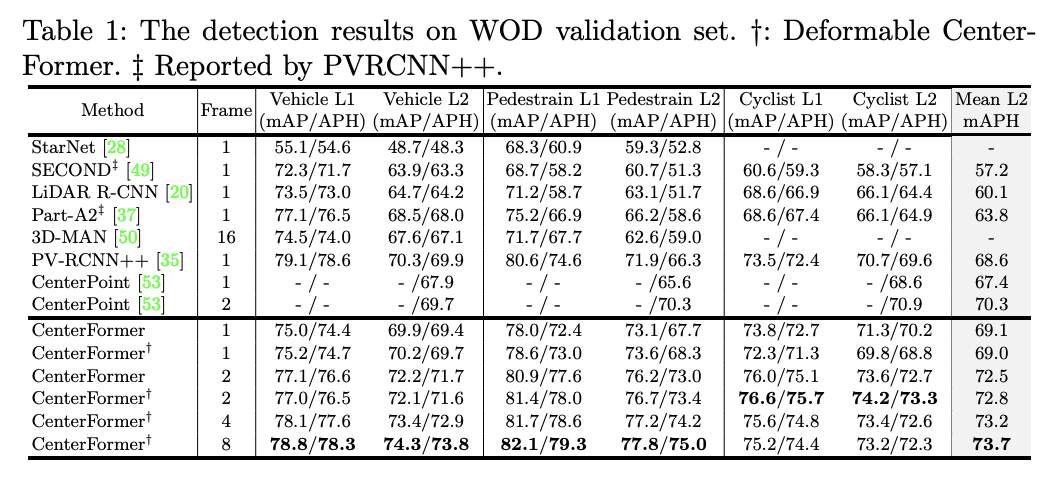 Table 1: The detection results on WOD validation set. †: Deformable Center-
Former. ‡ Reported by PVRCNN++.
Method Frame Vehicle L1 (mAP/APH) Vehicle L2 (mAP/APH) Pedestrain L1 (mAP/APH) Pedestrain L2 (mAP/APH) Cyclist L1 (mAP/APH) Cyclist L2 (mAP/APH) Mean L2 mAPH
StarNet [28] 1 55.1/54.6 48.7/48.3 68.3/60.9 59.3/52.8 - / - - / - -
SECOND‡ [49] 1 72.3/71.7 63.9/63.3 68.7/58.2 60.7/51.3 60.6/59.3 58.3/57.1 57.2
LiDAR R-CNN [20] 1 73.5/73.0 64.7/64.2 71.2/58.7 63.1/51.7 68.6/66.9 66.1/64.4 60.1
Part-A2‡ [37] 1 77.1/76.5 68.5/68.0 75.2/66.9 66.2/58.6 68.6/67.4 66.1/64.9 63.8
3D-MAN [50] 16 74.5/74.0 67.6/67.1 71.7/67.7 62.6/59.0 - / - - / - -
PV-RCNN++ [35] 1 79.1/78.6 70.3/69.9 80.6/74.6 71.9/66.3 73.5/72.4 70.7/69.6 68.6
CenterPoint [53] 1 - / - - /67.9 - / - - /65.6 - / - - /68.6 67.4
CenterPoint [53] 2 - / - - /69.7 - / - - /70.3 - / - - /70.9 70.3
CenterFormer 1 75.0/74.4 69.9/69.4 78.0/72.4 73.1/67.7 73.8/72.7 71.3/70.2 69.1
CenterFormer† 1 75.2/74.7 70.2/69.7 78.6/73.0 73.6/68.3 72.3/71.3 69.8/68.8 69.0
CenterFormer 2 77.1/76.6 72.2/71.7 80.9/77.6 76.2/73.0 76.0/75.1 73.6/72.7 72.5
CenterFormer† 2 77.0/76.5 72.1/71.6 81.4/78.0 76.7/73.4 76.6/75.7 74.2/73.3 72.8
CenterFormer† 4 78.1/77.6 73.4/72.9 81.7/78.6 77.2/74.2 75.6/74.8 73.4/72.6 73.2
CenterFormer† 8 78.8/78.3 74.3/73.8 82.1/79.3 77.8/75.0 75.2/74.4 73.2/72.3 73.7